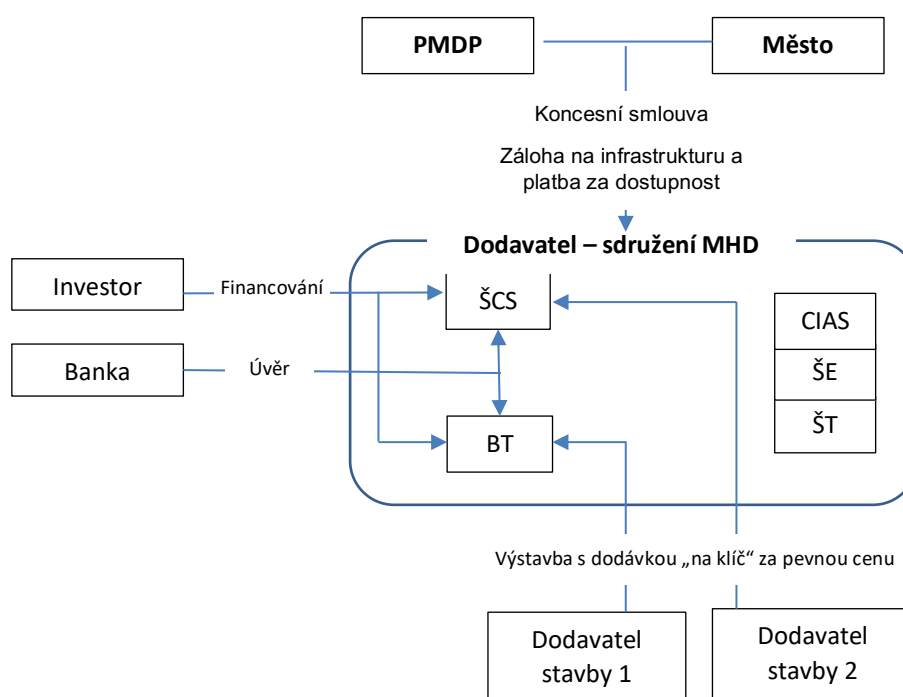 PMDP
Město
Koncesní smlouva
Záloha na infrastrukturu a
platba za dostupnost
Dodavatel – sdružení MHD
Investor
Financování
ŠCS
CIAS
Banka
Úvěr
ŠE
BT
ŠT
Výstavba s dodávkou „na klíč“ za pevnou cenu
Dodavatel
stavby 1
Dodavatel
stavby 2